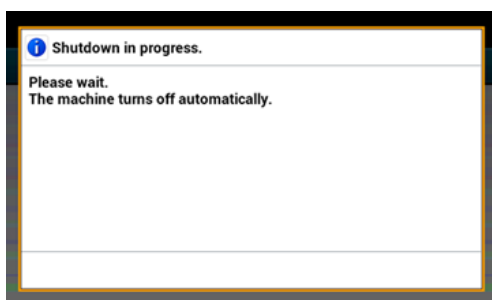 Shutdown in progress.
Please wait.
The machine turns off automatically.